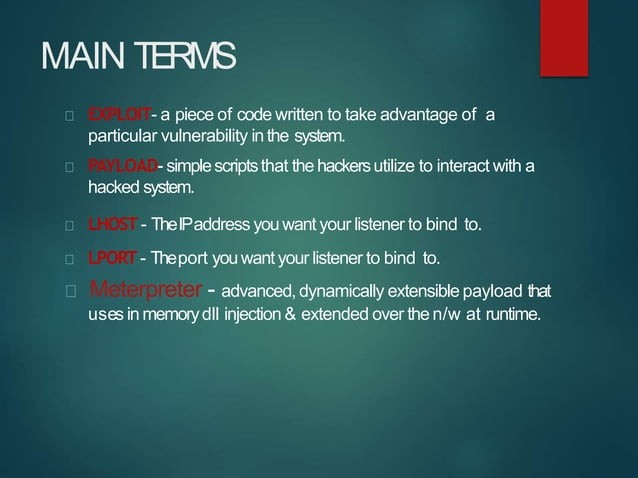 MAIN TERMS
EXPLOIT- a piece of code written to take advantage of a
particular vulnerability in the system.
PAYLOAD- simple scripts that the hackers utilize to interact with a
hacked system.
LHOST - The IP address you want your listener to bind to.
LPORT - The port you want your listener to bind to.
Meterpreter - advanced, dynamically extensible payload that
uses in memory dll injection & extended over the n/w at runtime.